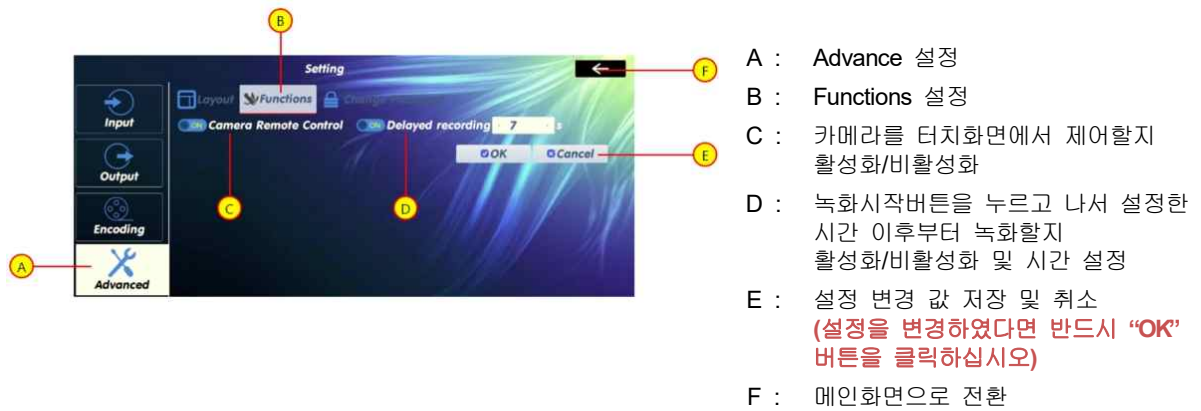 B
Setting
F
Layout
Functions
Change
Input
ON Camera Remote Control
ON Delayed recording
7
s
OK
Cancel
E
Output
C
D
Encoding
A
Advanced
A : Advance 설정
B : Functions 설정
C : 카메라를 터치화면에서 제어할지
활성화/비활성화
D : 녹화시작버튼을 누르고 나서 설정한
시간 이후부터 녹화할지
활성화/비활성화 및 시간 설정
E : 설정 변경 값 저장 및 취소
(설정을 변경하였다면 반드시 “OK”
버튼을 클릭하십시오)
F : 메인화면으로 전환